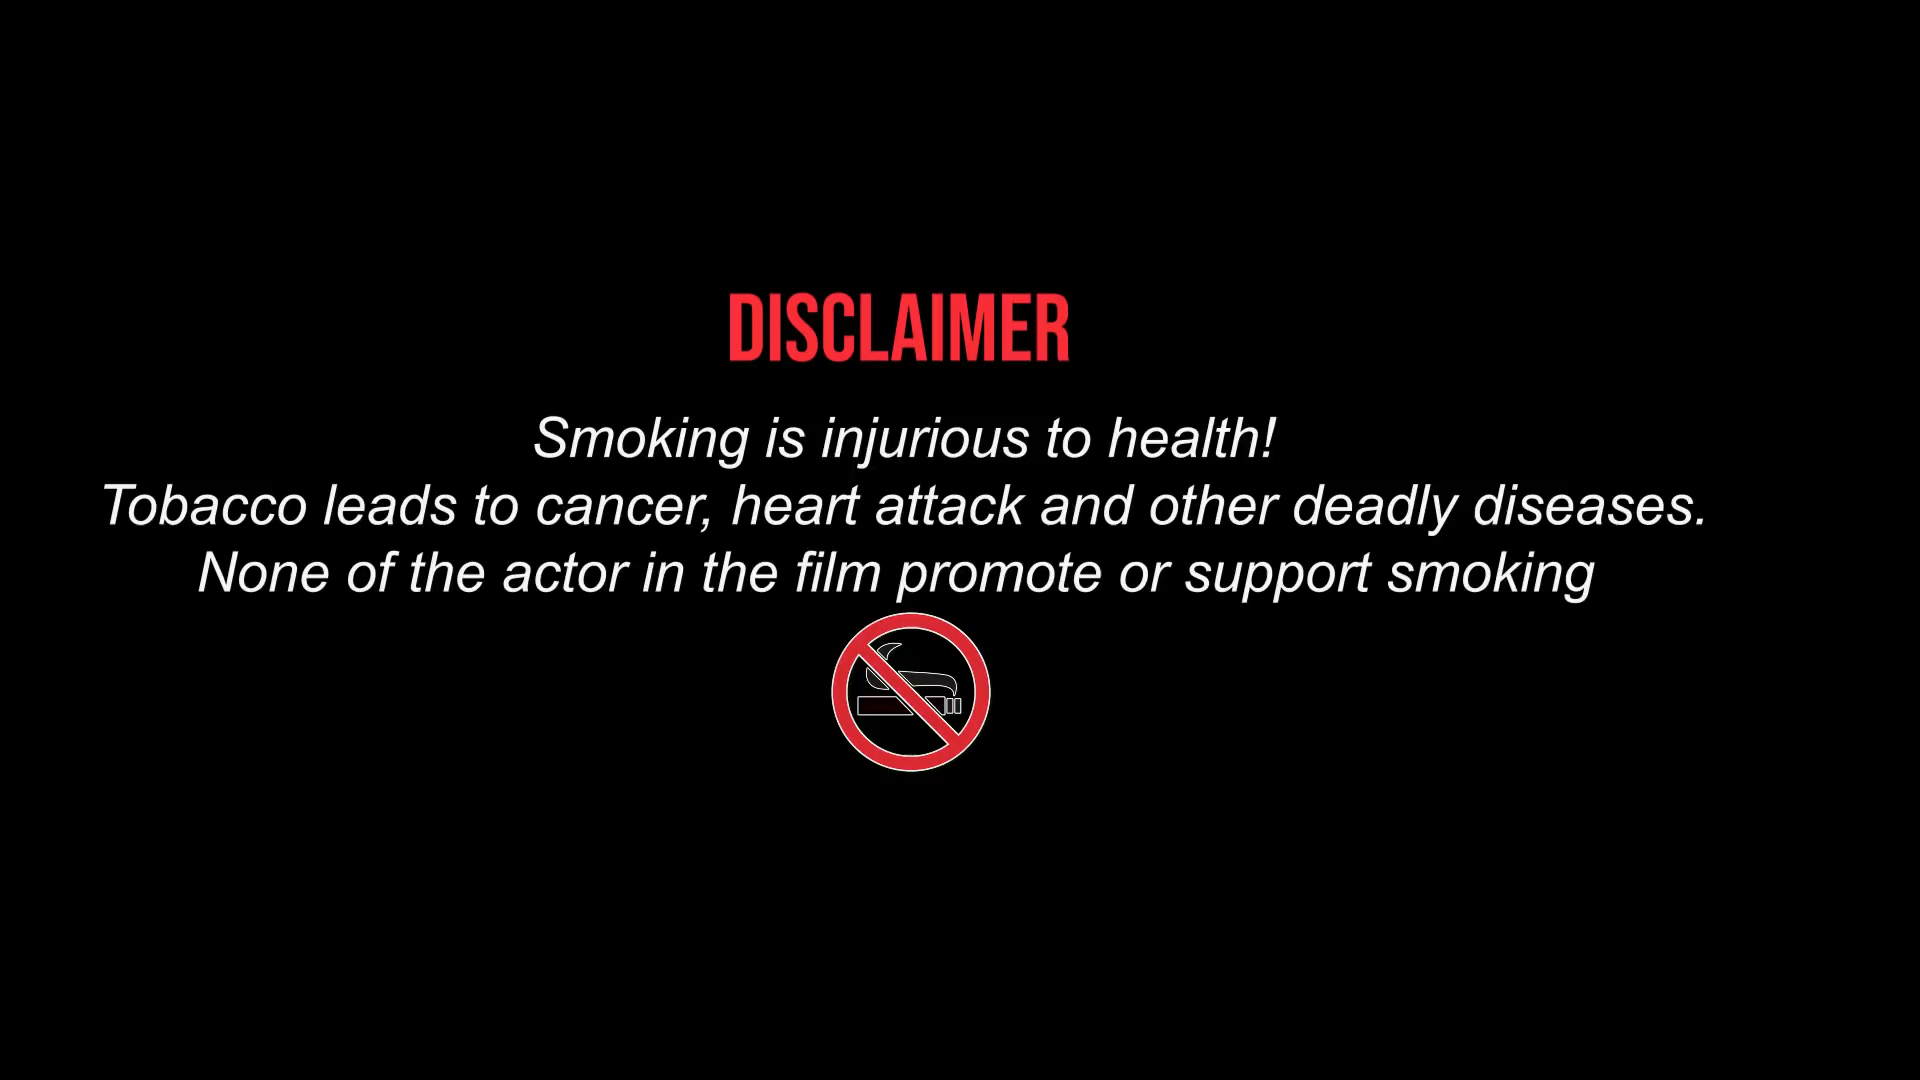 DISCLAIMER
Smoking is injurious to health!
Tobacco leads to cancer, heart attack and other deadly diseases.
None of the actor in the film promote or support smoking